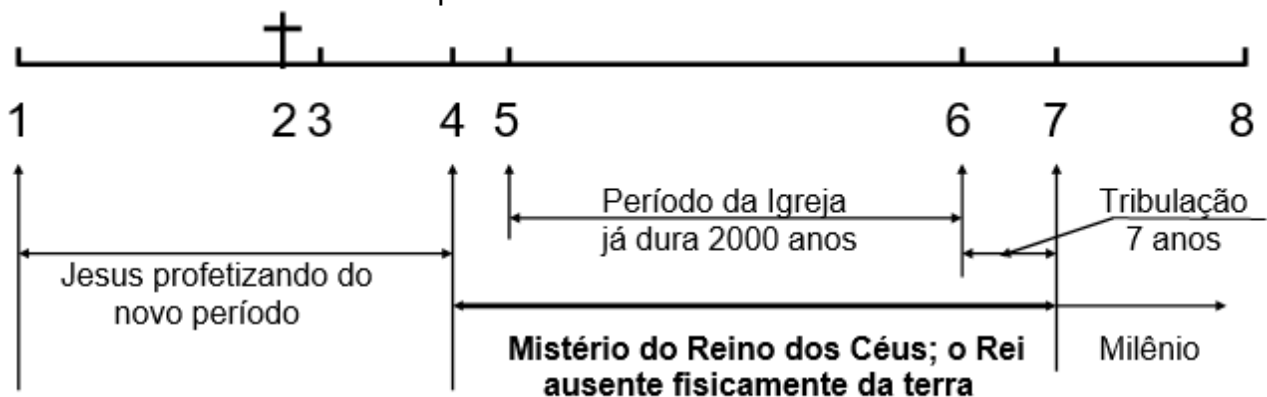 1 2 3 4 5 6 7 8
Período da Igreja
já dura 2000 anos
Tribulação
7 anos
Jesus profetizando do
novo período
Mistério do Reino dos Céus; o Rei
ausente fisicamente da terra
Milênio